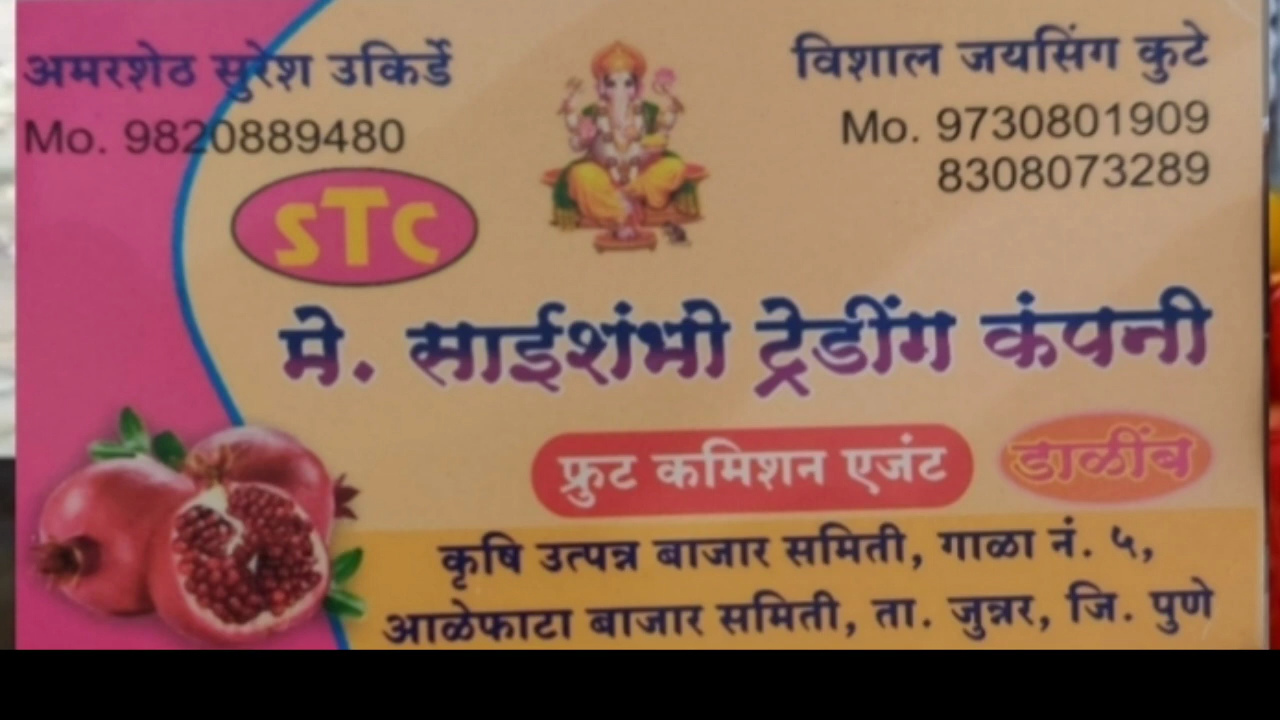 अमरशेठ सुरेश उकिर्डे
Mo. 9820889480
विशाल जयसिंग कुटे
Mo. 9730801909
8308073289
STC
मे. साईशंभो ट्रेडींग कंपनी
फ्रुट कमिशन एजंट
डाळींब
कृषि उत्पन्न बाजार समिती, गाळा नं. ५,
आळेफाटा बाजार समिती, ता. जुन्नर, जि. पुणे